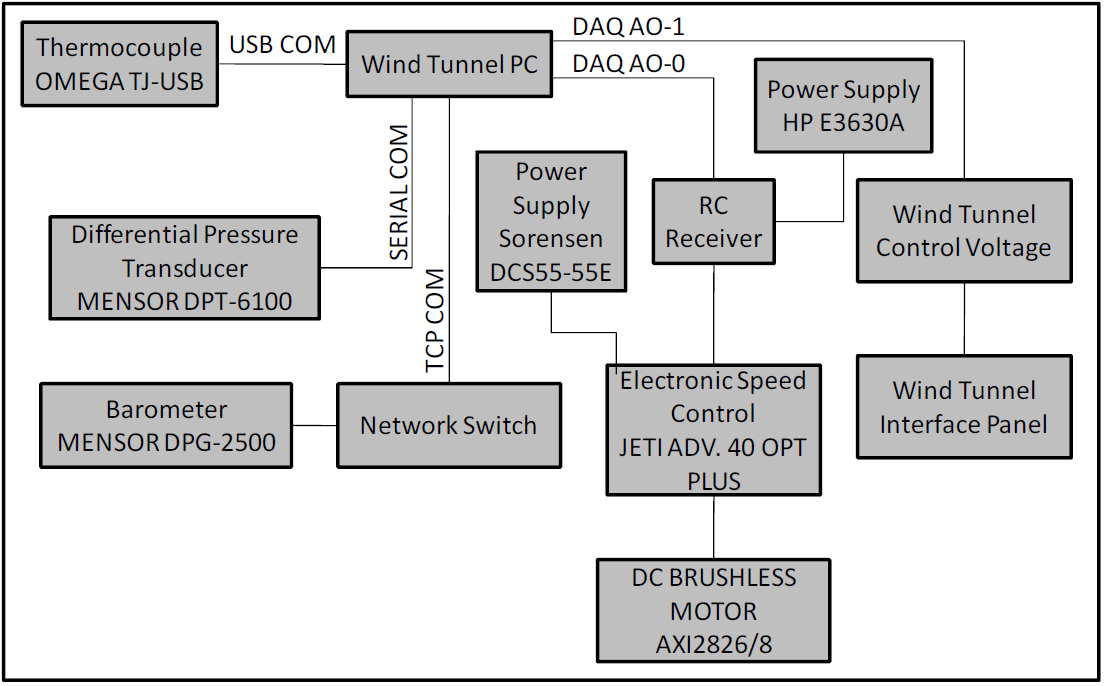 Thermocouple
OMEGA TJ-USB
USB COM
Wind Tunnel PC
DAQ AO-1
DAQ AO-0
Power Supply
HP E3630A
SERIAL COM
TCP COM
Power
Supply
Sorensen
DCS55-55E
RC
Receiver
Wind Tunnel
Control Voltage
Differential Pressure
Transducer
MENSOR DPT-6100
Barometer
MENSOR DPG-2500
Network Switch
Electronic Speed
Control
JETI ADV. 40 OPT
PLUS
Wind Tunnel
Interface Panel
DC BRUSHLESS
MOTOR
AXI2826/8